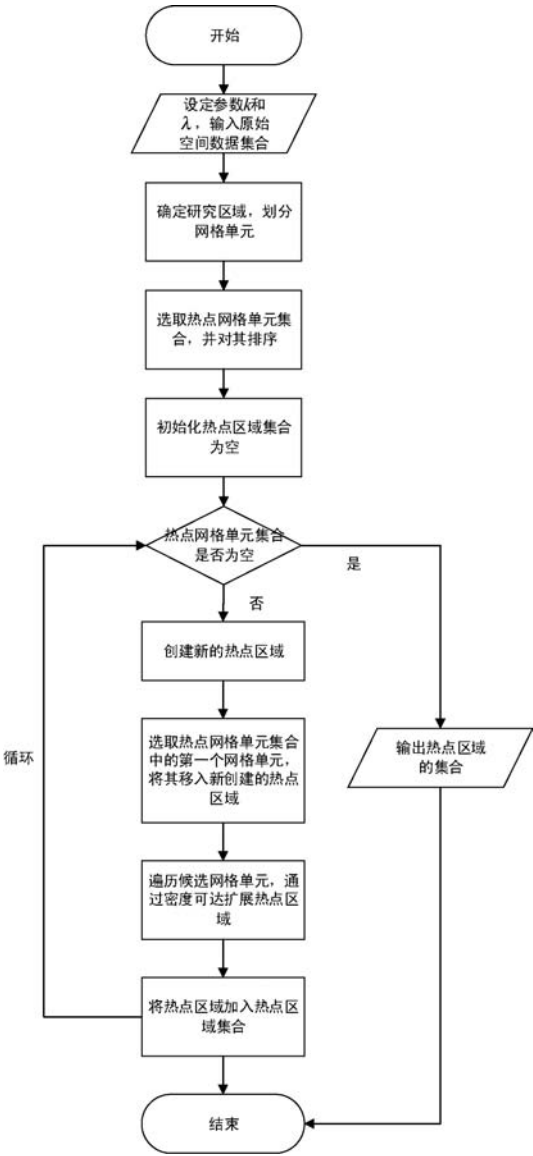 开始
设定参数k和
λ，输入原始
空间数据集合
确定研究区域，划分
网格单元
选取热点网格单元集
合，并对其排序
初始化热点区域集合
为空
热点网格单元集合
是否为空
是
否
创建新的热点区域
选取热点网格单元集合
中的第一个网格单元，
将其移入新创建的热点
区域
循环
输出热点区域
的集合
遍历候选网格单元，通
过密度可达扩展热点区
域
将热点区域加入热点区
域集合
结束